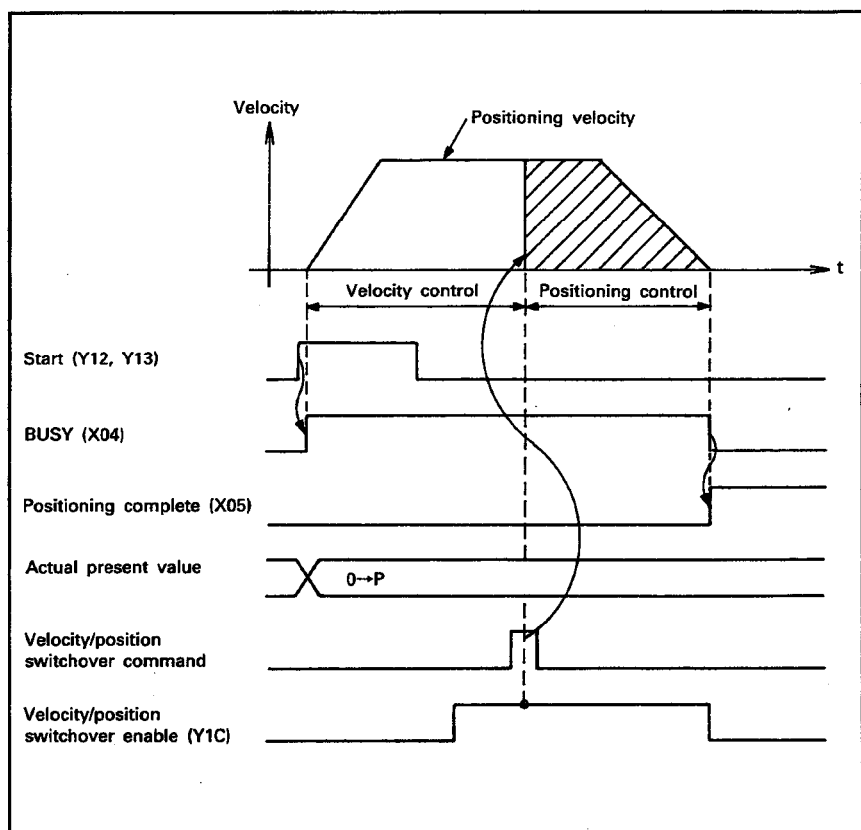 Velocity
Positioning velocity
t
Velocity control
Positioning control
Start (Y12, Y13)
BUSY (X04)
Positioning complete (X05)
Actual present value
0→P
Velocity/position
switchover command
Velocity/position
switchover enable (Y1C)